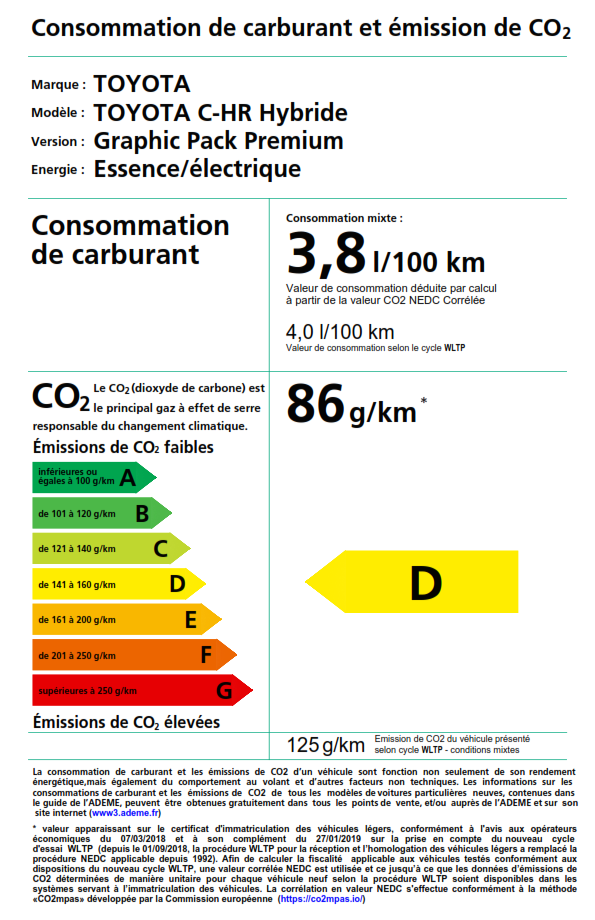 Consommation de carburant et émission de CO2
Marque : TOYOTA
Modèle : TOYOTA C-HR Hybride
Version : Graphic Pack Premium
Energie : Essence/électrique
Consommation
de carburant
Consommation mixte :
3,8 l/100 km
Valeur de consommation déduite par calcul
à partir de la valeur CO2 NEDC Corrélée
4,0 l/100 km
Valeur de consommation selon le cycle WLTP
CO2 Le CO2 (dioxyde de carbone) est
le principal gaz à effet de serre
responsable du changement climatique.
Émissions de CO2 faibles
86 g/km*
inférieures ou
égales à 100 g/km A
de 101 à 120 g/km B
de 121 à 140 g/km C
de 141 à 160 g/km D
de 161 à 200 g/km E
de 201 à 250 g/km F
supérieures à 250 g/km G
D
Émissions de CO2 élevées
125 g/km
Emission de CO2 du véhicule présenté
selon cycle WLTP - conditions mixtes
La consommation de carburant et les émissions de CO2 d'un véhicule sont fonction non seulement de son rendement
énergétique,mais également du comportement au volant et d'autres facteurs non techniques. Les informations sur les
consommations de carburant et les émissions de CO2 de tous les modèles de voitures particulières neuves, contenues dans
le guide de l'ADEME, peuvent être obtenues gratuitement dans tous les points de vente, et/ou auprès de l'ADEME et sur son
site internet (www3.ademe.fr)
* valeur apparaissant sur le certificat d'immatriculation des véhicules légers, conformément à l'avis aux opérateurs
économiques du 07/03/2018 et à son complément du 27/01/2019 sur la prise en compte du nouveau cycle
d'essai WLTP (depuis le 01/09/2018, la procédure WLTP pour la réception et l'homologation des véhicules légers a remplacé la
procédure NEDC applicable depuis 1992). Afin de calculer la fiscalité applicable aux véhicules testés conformément aux
dispositions du nouveau cycle WLTP, une valeur corrélée NEDC est utilisée et ce jusqu'à ce que les données d'émissions de
CO2 déterminées de manière unitaire pour chaque véhicule neuf selon la procédure WLTP soient disponibles dans les
systèmes servant à l'immatriculation des véhicules. La corrélation en valeur NEDC s'effectue conformément à la méthode
«CO2mpas» développée par la Commission européenne (https://co2mpas.io/)